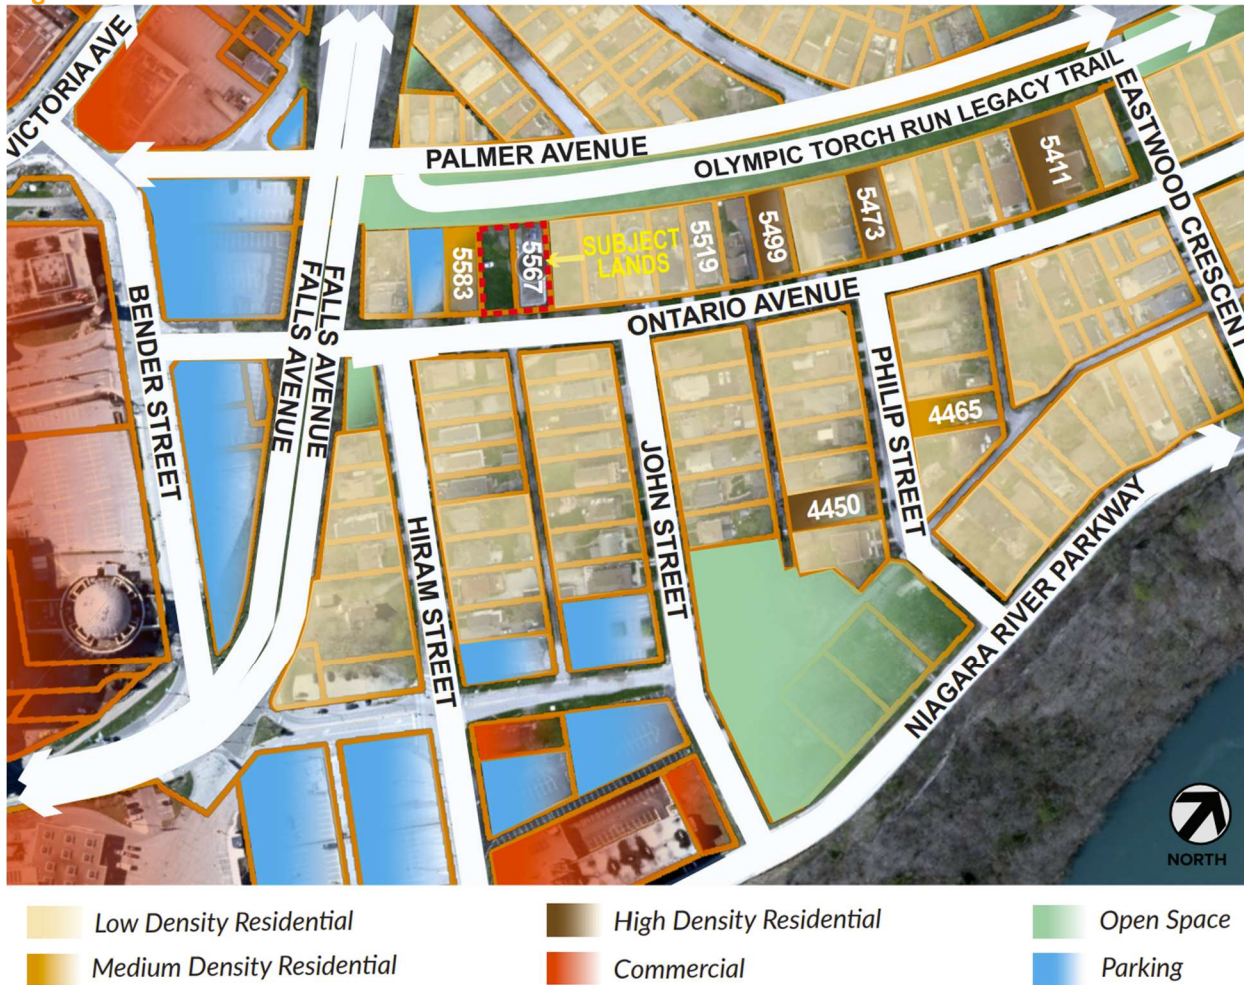 VICTORIA AVE
PALMER AVENUE
OLYMPIC TORCH RUN LEGACY TRAIL
EASTWOOD CRESCENT
5411
5473
5499
5519
SUBJECT
LANDS
5567
5583
ONTARIO AVENUE
BENDER STREET
FALLS AVENUE
FALLS AVENUE
HIRAM STREET
JOHN STREET
PHILIP STREET
4465
4450
NIAGARA RIVER PARKWAY
NORTH
Low Density Residential
High Density Residential
Open Space
Medium Density Residential
Commercial
Parking